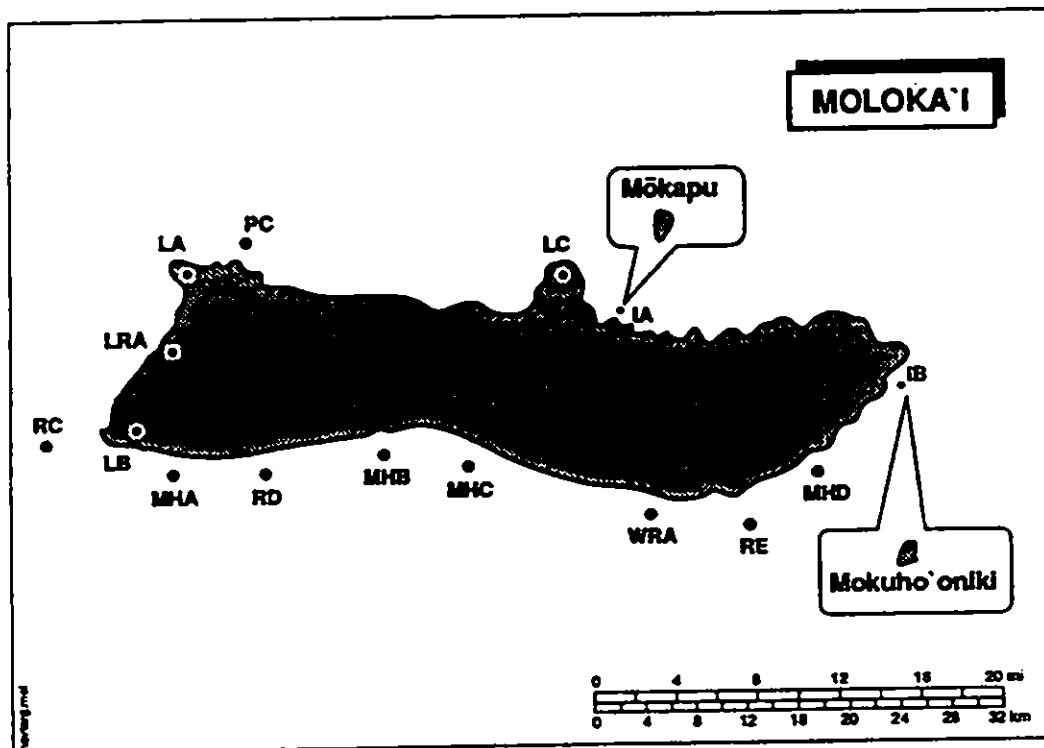 MOLOKA`I
Mōkapu
PC
LA
LC
IA
LRA
IB
RC
LB
MHA
RD
MHB
MHC
MHD
WRA
RE
Mokuho`oniki
0 4 8 12 16 20 mi
0 4 8 12 16 20 24 28 32 km